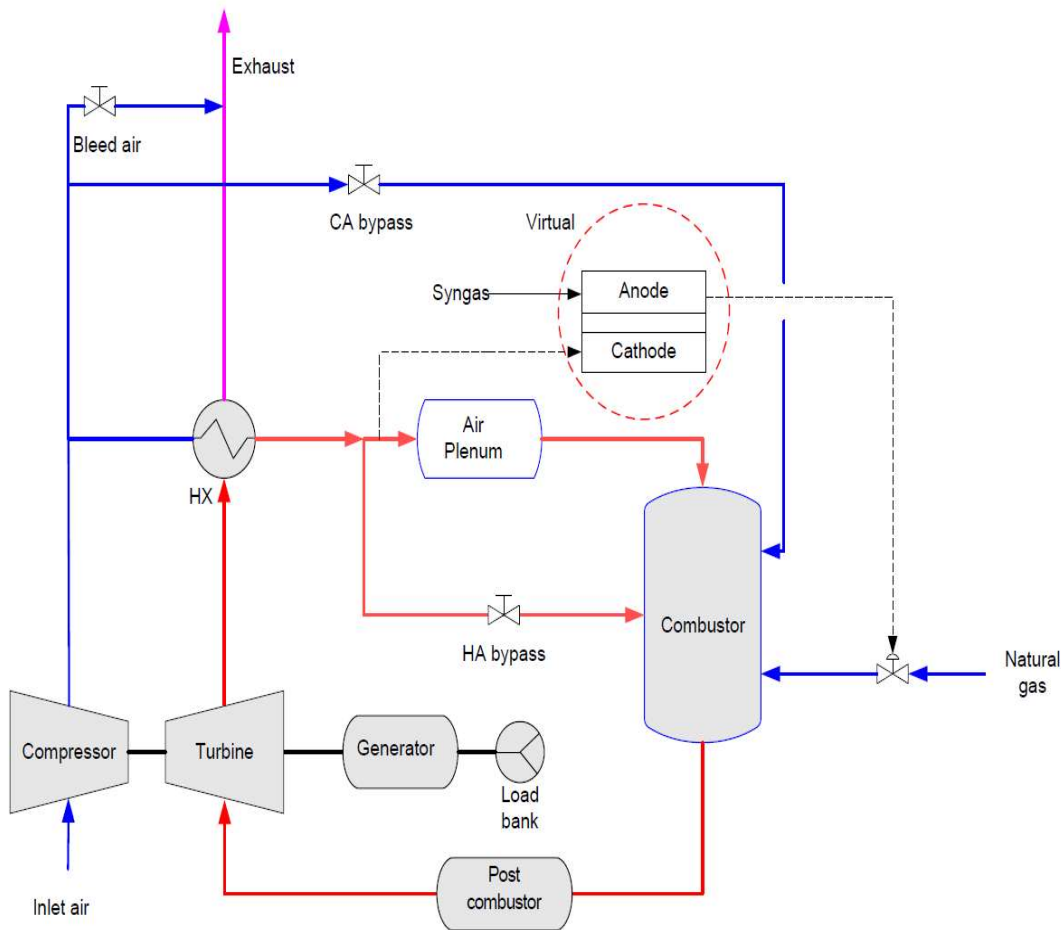 Exhaust
Bleed air
CA bypass
Virtual
Syngas
Anode
Cathode
Air
Plenum
HX
HA bypass
Combustor
Natural
gas
Compressor
Turbine
Generator
Load
bank
Post
combustor
Inlet air